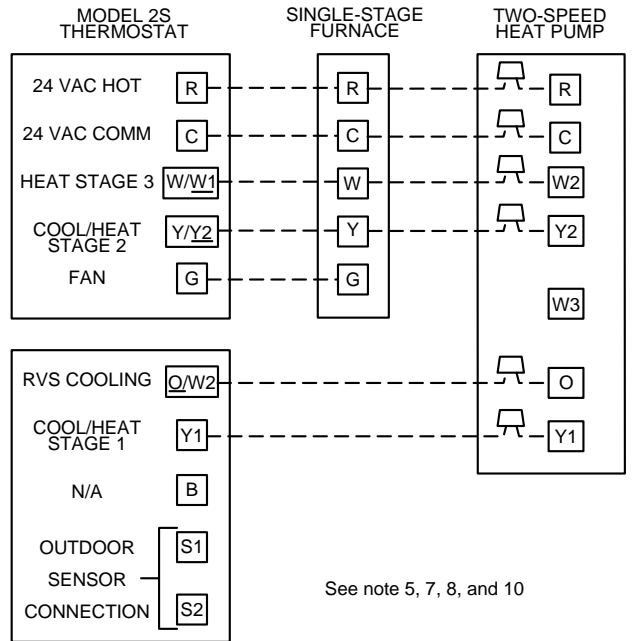 MODEL 2S
THERMOSTAT
SINGLE-STAGE
FURNACE
TWO-SPEED
HEAT PUMP
24 VAC HOT R R R
24 VAC COMM C C C
HEAT STAGE 3 W/W1 W W2
COOL/HEAT
STAGE 2 Y/Y2 Y Y2
FAN G G
W3
RVS COOLING O/W2 O
COOL/HEAT
STAGE 1 Y1 Y1
N/A B
OUTDOOR S1
SENSOR
CONNECTION S2
See note 5, 7, 8, and 10